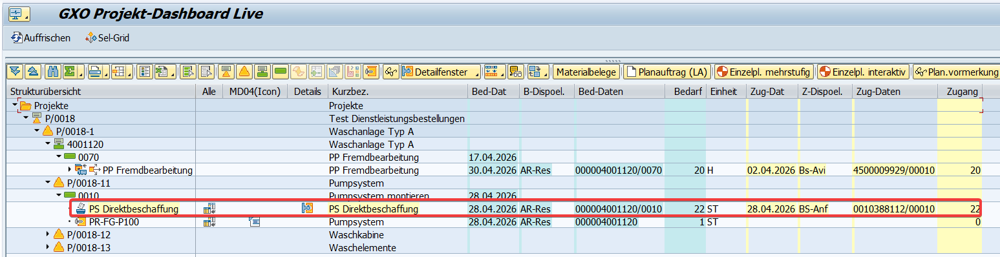 GXO Projekt-Dashboard Live
Auffrischen Sel-Grid
Detailfenster Materialbelege Planauftrag (LA) Einzelpl. mehrstufig Einzelpl. interaktiv Plan.vormerkung
Strukturübersicht Alle MD04(Icon) Details Kurzbez. Bed-Dat B-Dispoel. Bed-Daten Bedarf Einheit Zug-Dat Z-Dispoel. Zug-Daten Zugang
Projekte Projekte
P/0018 Test Dienstleistungsbestellungen
P/0018-1 Waschanlage Typ A
4001120 Waschanlage Typ A
0070 PP Fremdbearbeitung 17.04.2026
PP Fremdbearbeitung PP Fremdbearbeitung 30.04.2026 AR-Res 000004001120/0070 20 H 02.04.2026 Bs-Avi 4500009929/00010 20
P/0018-11 Pumpsystem
0010 Pumpsystem montieren 28.04.2026
PS Direktbeschaffung PS Direktbeschaffung 28.04.2026 AR-Res 000004001120/0010 22 ST 28.04.2026 BS-Anf 0010388112/00010 22
PR-FG-P100 Pumpsystem 28.04.2026 AR-Res 000004001120 1 ST 0
P/0018-12 Waschkabine
P/0018-13 Waschelemente